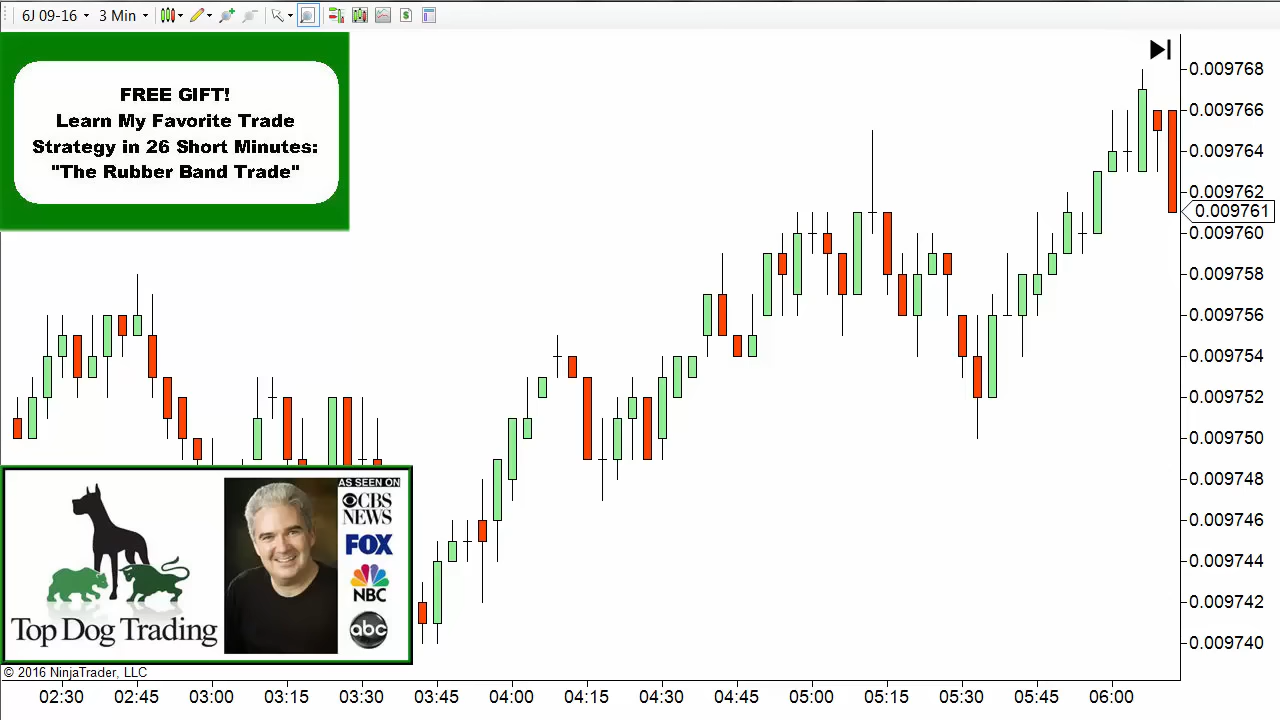 6J 09-16 3 Min
FREE GIFT!
Learn My Favorite Trade
Strategy in 26 Short Minutes:
"The Rubber Band Trade"
0.009768
0.009766
0.009764
0.009762
0.009761
0.009760
0.009758
0.009756
0.009754
0.009752
0.009750
0.009748
0.009746
0.009744
0.009742
0.009740
AS SEEN ON
CBS
NEWS
FOX
NBC
abc
Top Dog Trading
© 2016 NinjaTrader, LLC
02:30 02:45 03:00 03:15 03:30 03:45 04:00 04:15 04:30 04:45 05:00 05:15 05:30 05:45 06:00